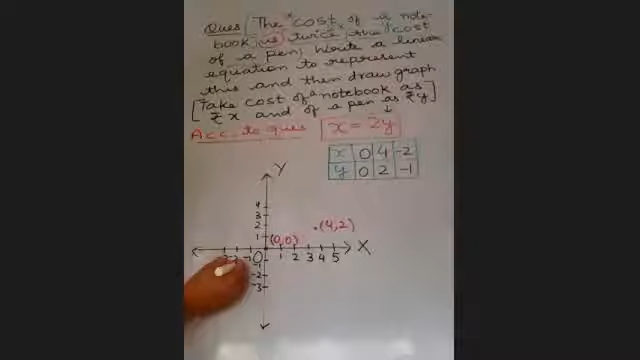 Ques The cost of a note-
book is twice the cost
of a pen, write a linear
equation to represent
this and then draw graph
[Take cost of a notebook as
₹ x and of a pen as ₹ y]
Acc. to ques x = 2y
x 0 4 -2
y 0 2 -1
Y
4
3
2
1
(0,0) .(4,2)
-3 -2 -1 O 1 2 3 4 5 X
-1
-2
-3